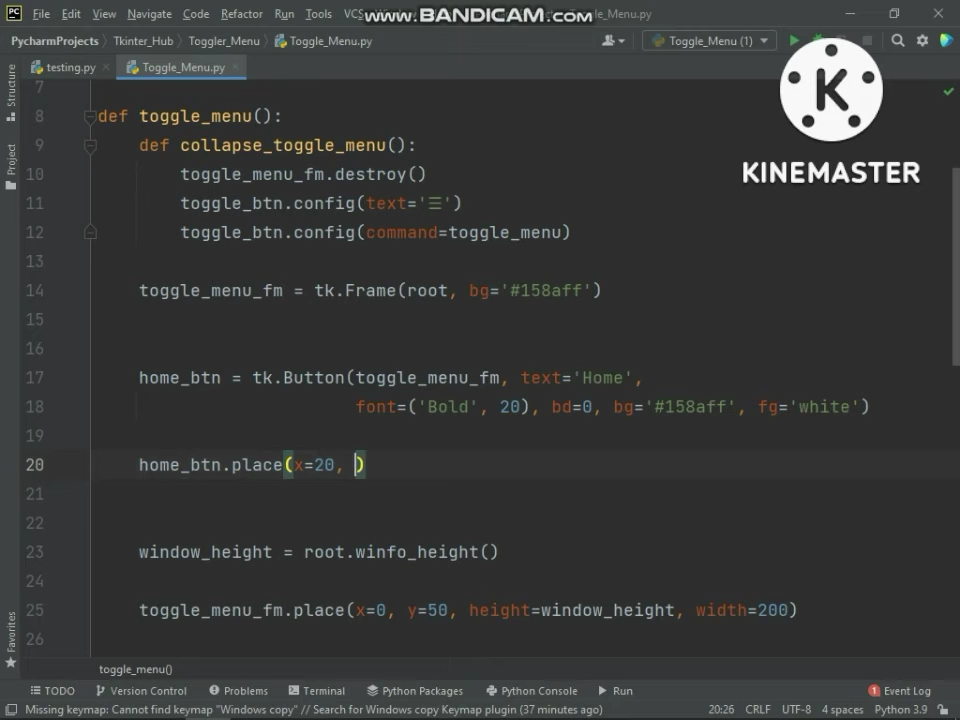 File Edit View Navigate Code Refactor Run Tools VCS www.BANDICAM.com Toggle_Menu.py
PycharmProjects Tkinter_Hub Toggler_Menu Toggle_Menu.py Toggle_Menu (1)
testing.py Toggle_Menu.py
K
KINEMASTER
Structure
Project
Favorites
7
8 def toggle_menu():
9 def collapse_toggle_menu():
10 toggle_menu_fm.destroy()
11 toggle_btn.config(text='☰')
12 toggle_btn.config(command=toggle_menu)
13
14 toggle_menu_fm = tk.Frame(root, bg='#158aff')
15
16
17 home_btn = tk.Button(toggle_menu_fm, text='Home',
18 font=('Bold', 20), bd=0, bg='#158aff', fg='white')
19
20 home_btn.place(x=20, )
21
22
23 window_height = root.winfo_height()
24
25 toggle_menu_fm.place(x=0, y=50, height=window_height, width=200)
26
toggle_menu()
TODO Version Control Problems Terminal Python Packages Python Console Run 1 Event Log
Missing keymap: Cannot find keymap "Windows copy" // Search for Windows copy Keymap plugin (37 minutes ago) 20:26 CRLF UTF-8 4 spaces Python 3.9